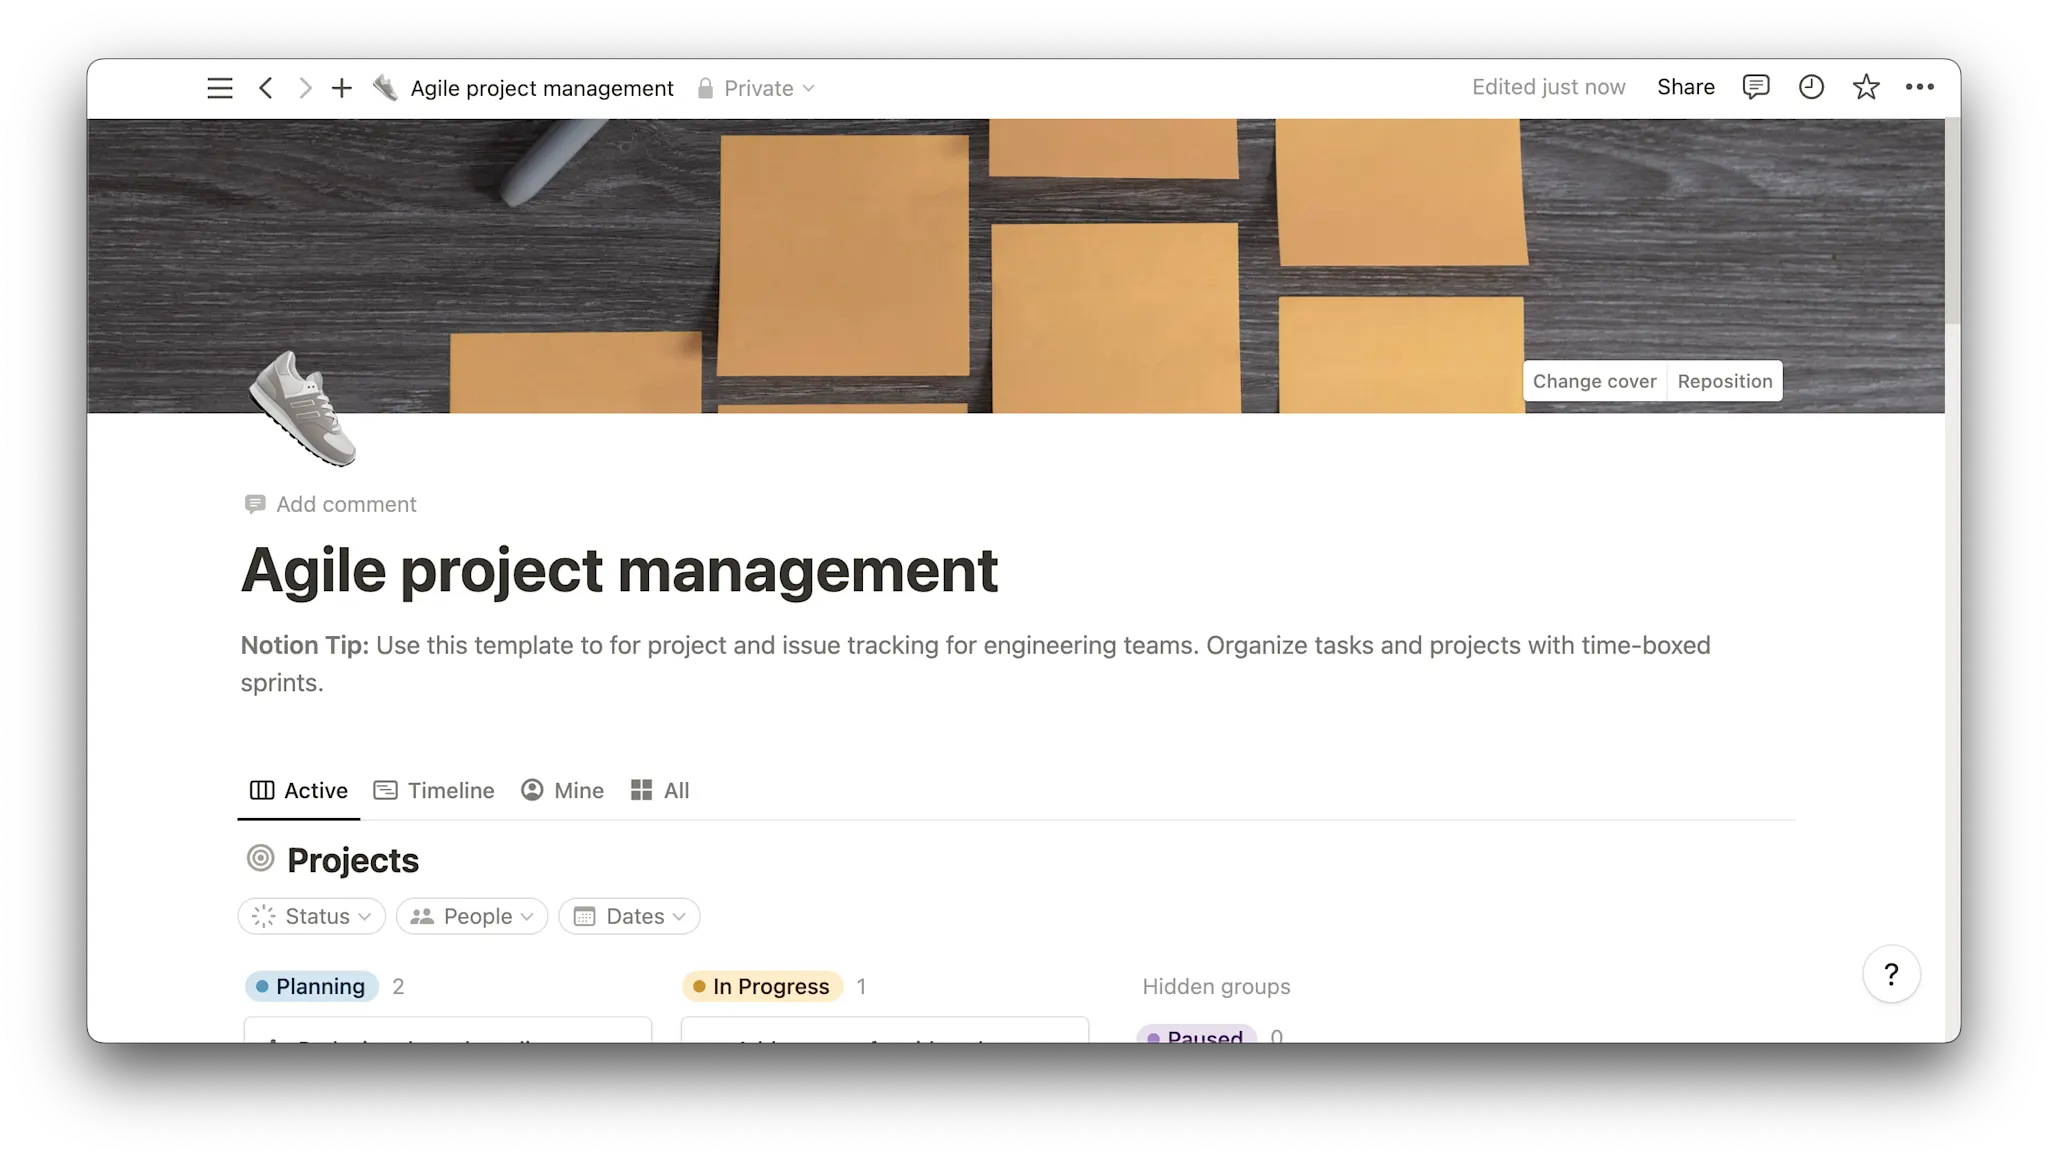 Agile project management Private Edited just now Share
Change cover Reposition
Add comment
Agile project management
Notion Tip: Use this template to for project and issue tracking for engineering teams. Organize tasks and projects with time-boxed
sprints.
Active Timeline Mine All
Projects
Status People Dates
Planning 2 In Progress 1 Hidden groups
?
Paused 0